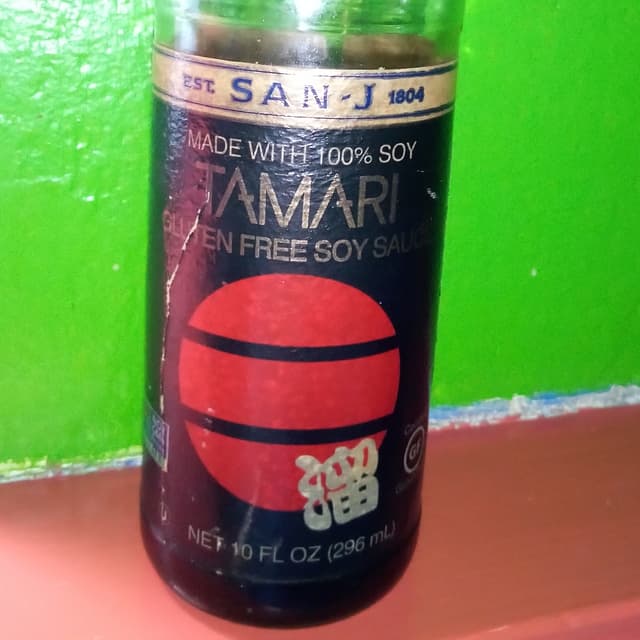 EST. SAN-J 1804
MADE WITH 100% SOY
TAMARI
GLUTEN FREE SOY SAUCE
溜
GF
NET 10 FL OZ (296 mL)